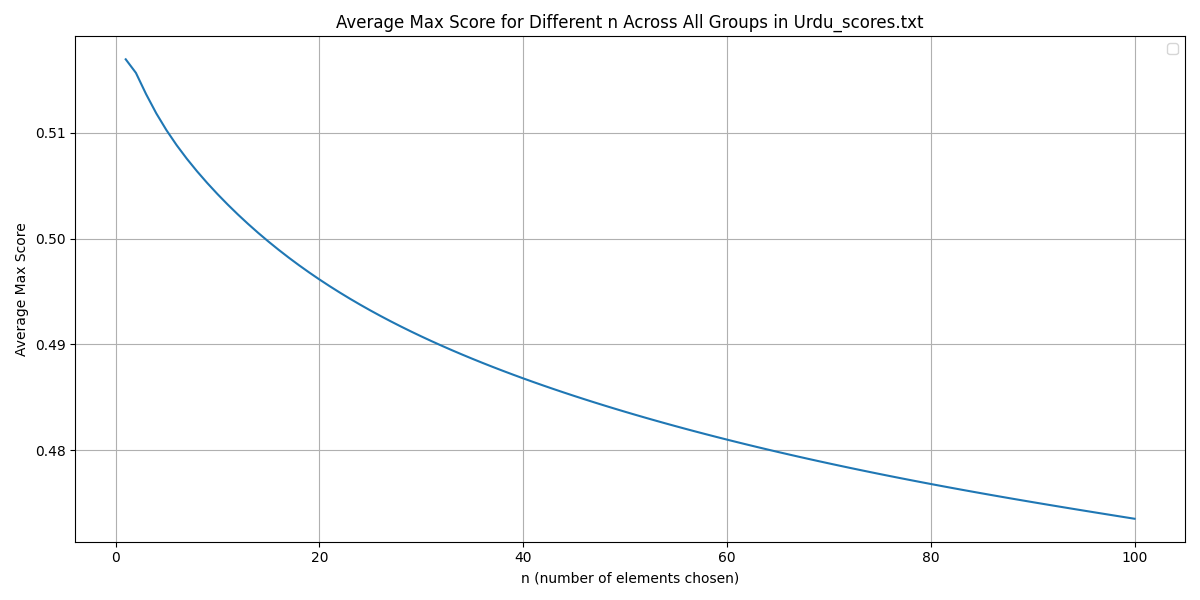 Average Max Score for Different n Across All Groups in Urdu_scores.txt
Average Max Score
0.51
0.50
0.49
0.48
0 20 40 60 80 100
n (number of elements chosen)